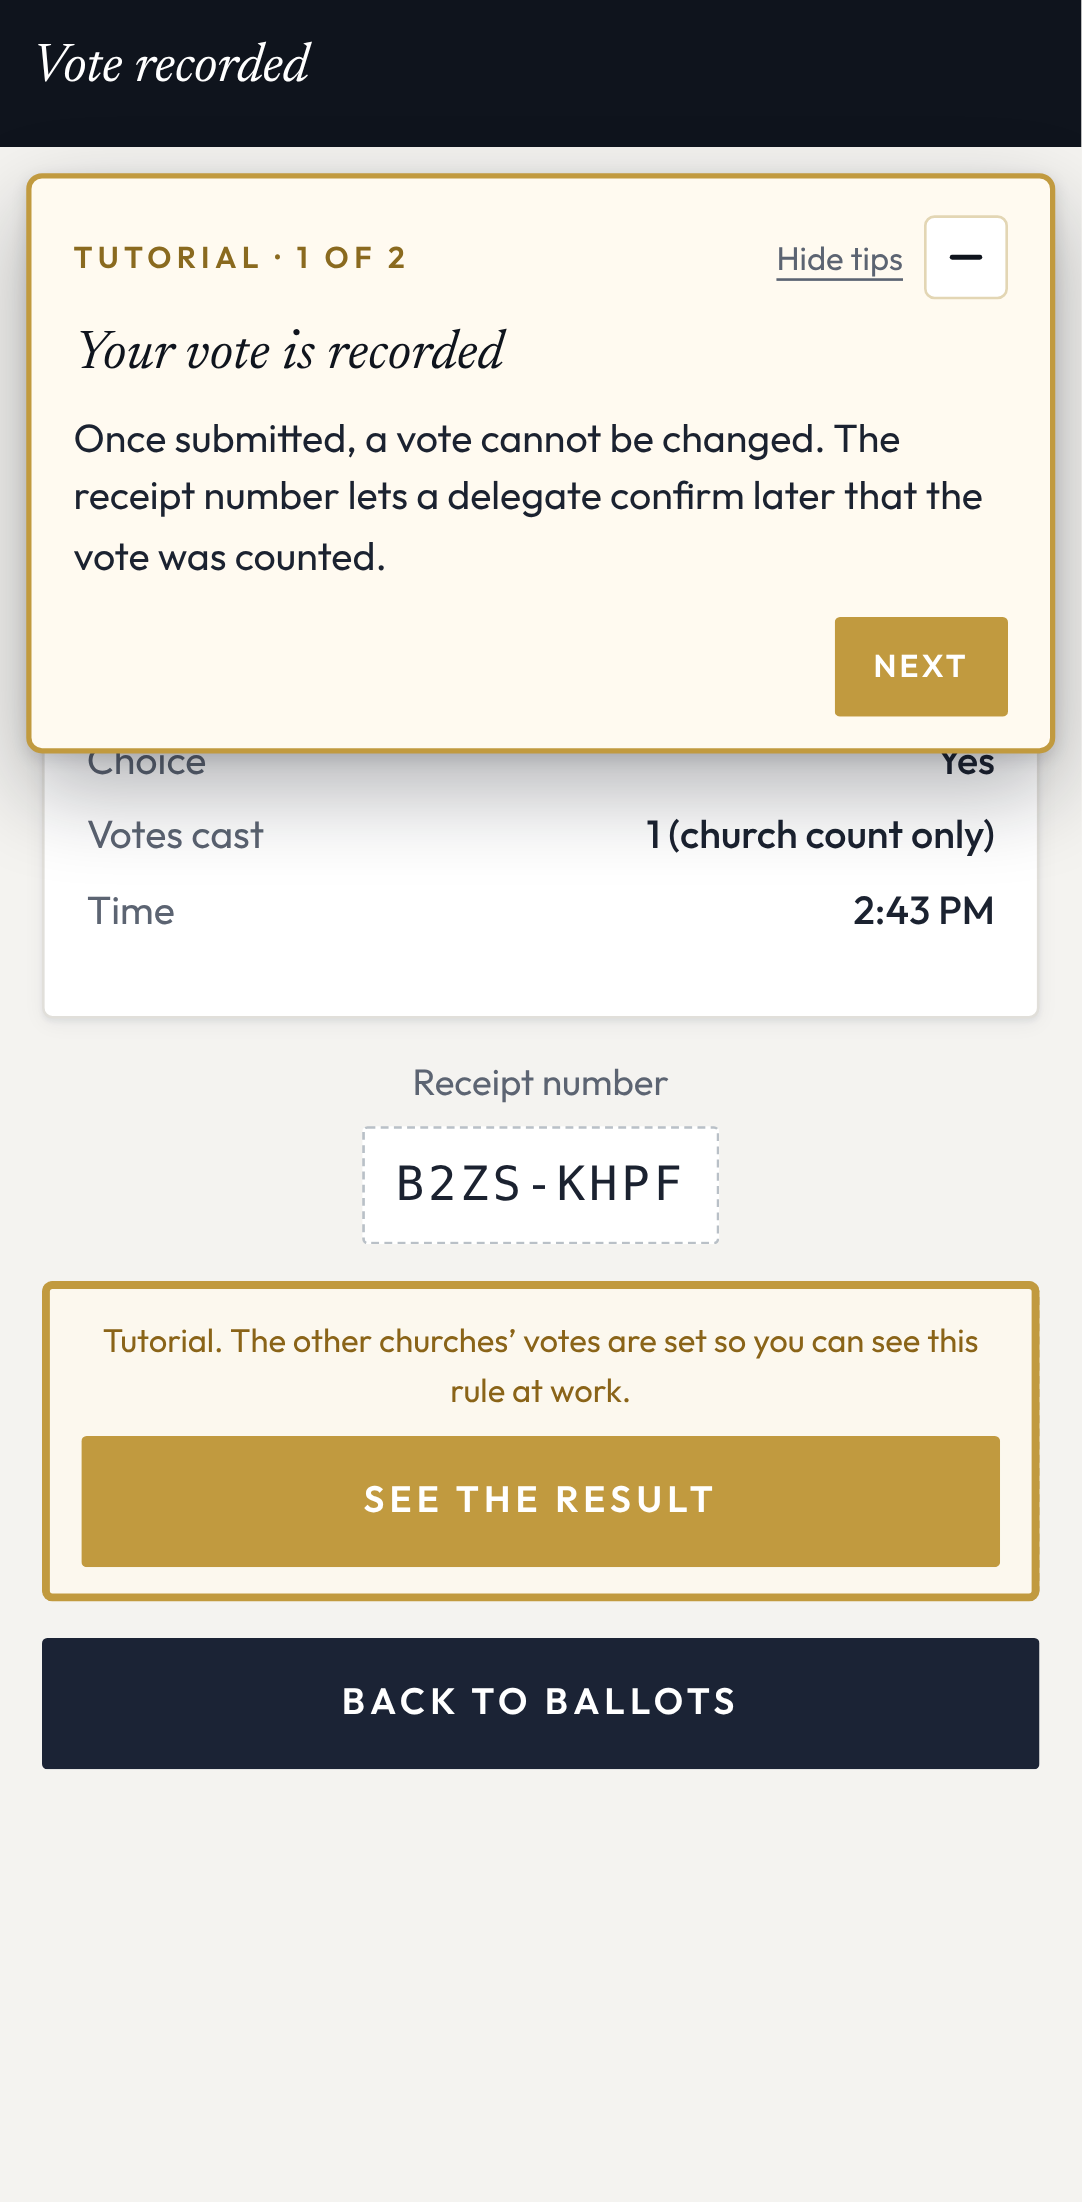 Vote recorded
TUTORIAL · 1 OF 2
Hide tips
Your vote is recorded
Once submitted, a vote cannot be changed. The
receipt number lets a delegate confirm later that the
vote was counted.
NEXT
Choice Yes
Votes cast 1 (church count only)
Time 2:43 PM
Receipt number
B2ZS-KHPF
Tutorial. The other churches’ votes are set so you can see this
rule at work.
SEE THE RESULT
BACK TO BALLOTS